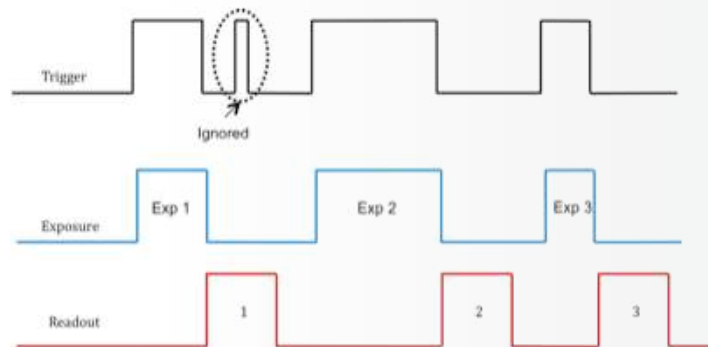 Trigger
Ignored
Exp 1
Exp 2
Exp 3
Exposure
1
2
3
Readout